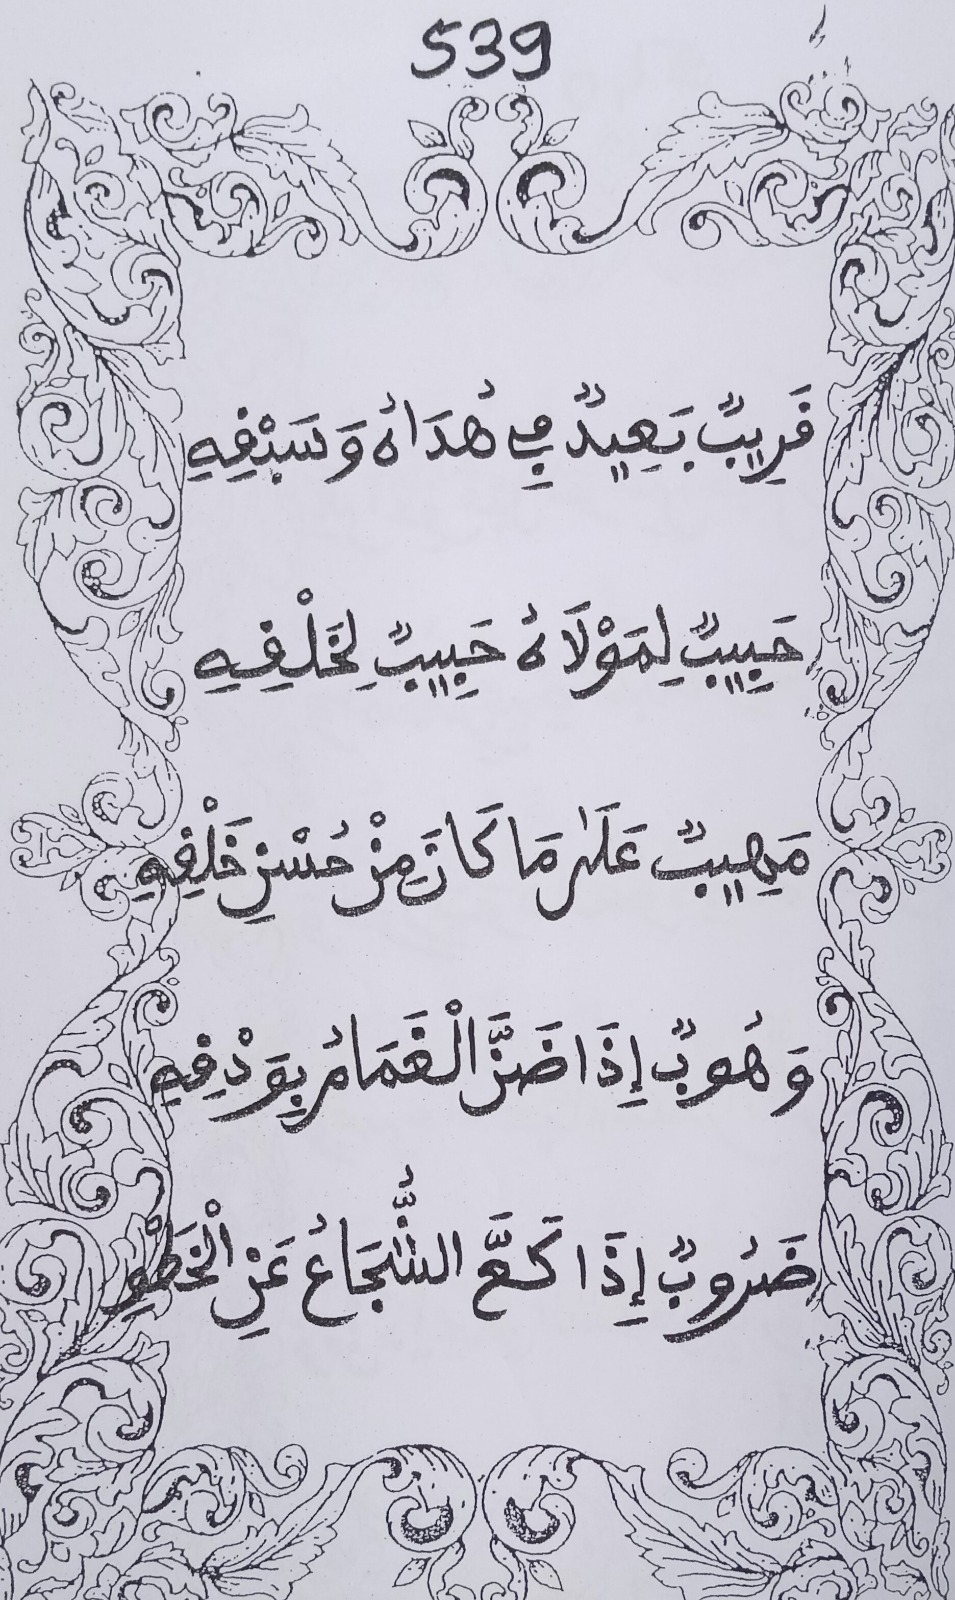 539
قَرِيبٌ بَعِيدٌ فِي هُدَاهُ وَسَبْقِهِ
حَبِيبٌ لِمَوْلَاهُ حَبِيبٌ لِخَلْقِهِ
مَهِيبٌ عَلَىٰ مَا كَانَ مِنْ حُسْنِ خَلْقِهِ
وَهُوبٌ إِذَا ضَنَّ الْغَمَامُ بِوَدْقِهِ
ضَرُوبٌ إِذَا كَعَّ الشُّجَاعُ عَنِ الْخَطْوِ